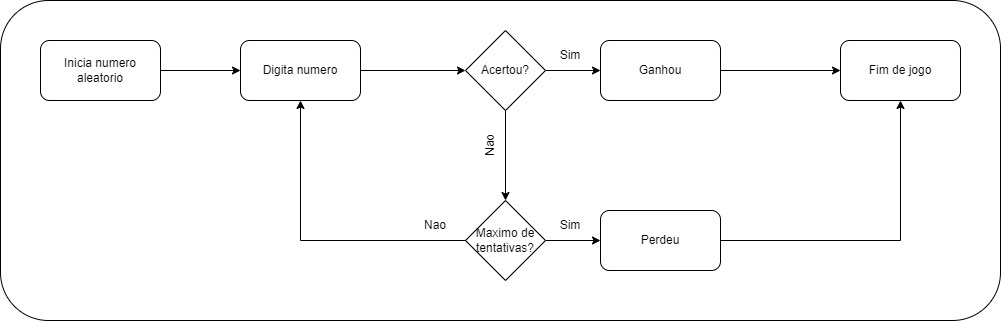 Inicia numero
aleatorio
Digita numero
Acertou?
Sim
Ganhou
Fim de jogo
Nao
Nao
Maximo de
tentativas?
Sim
Perdeu